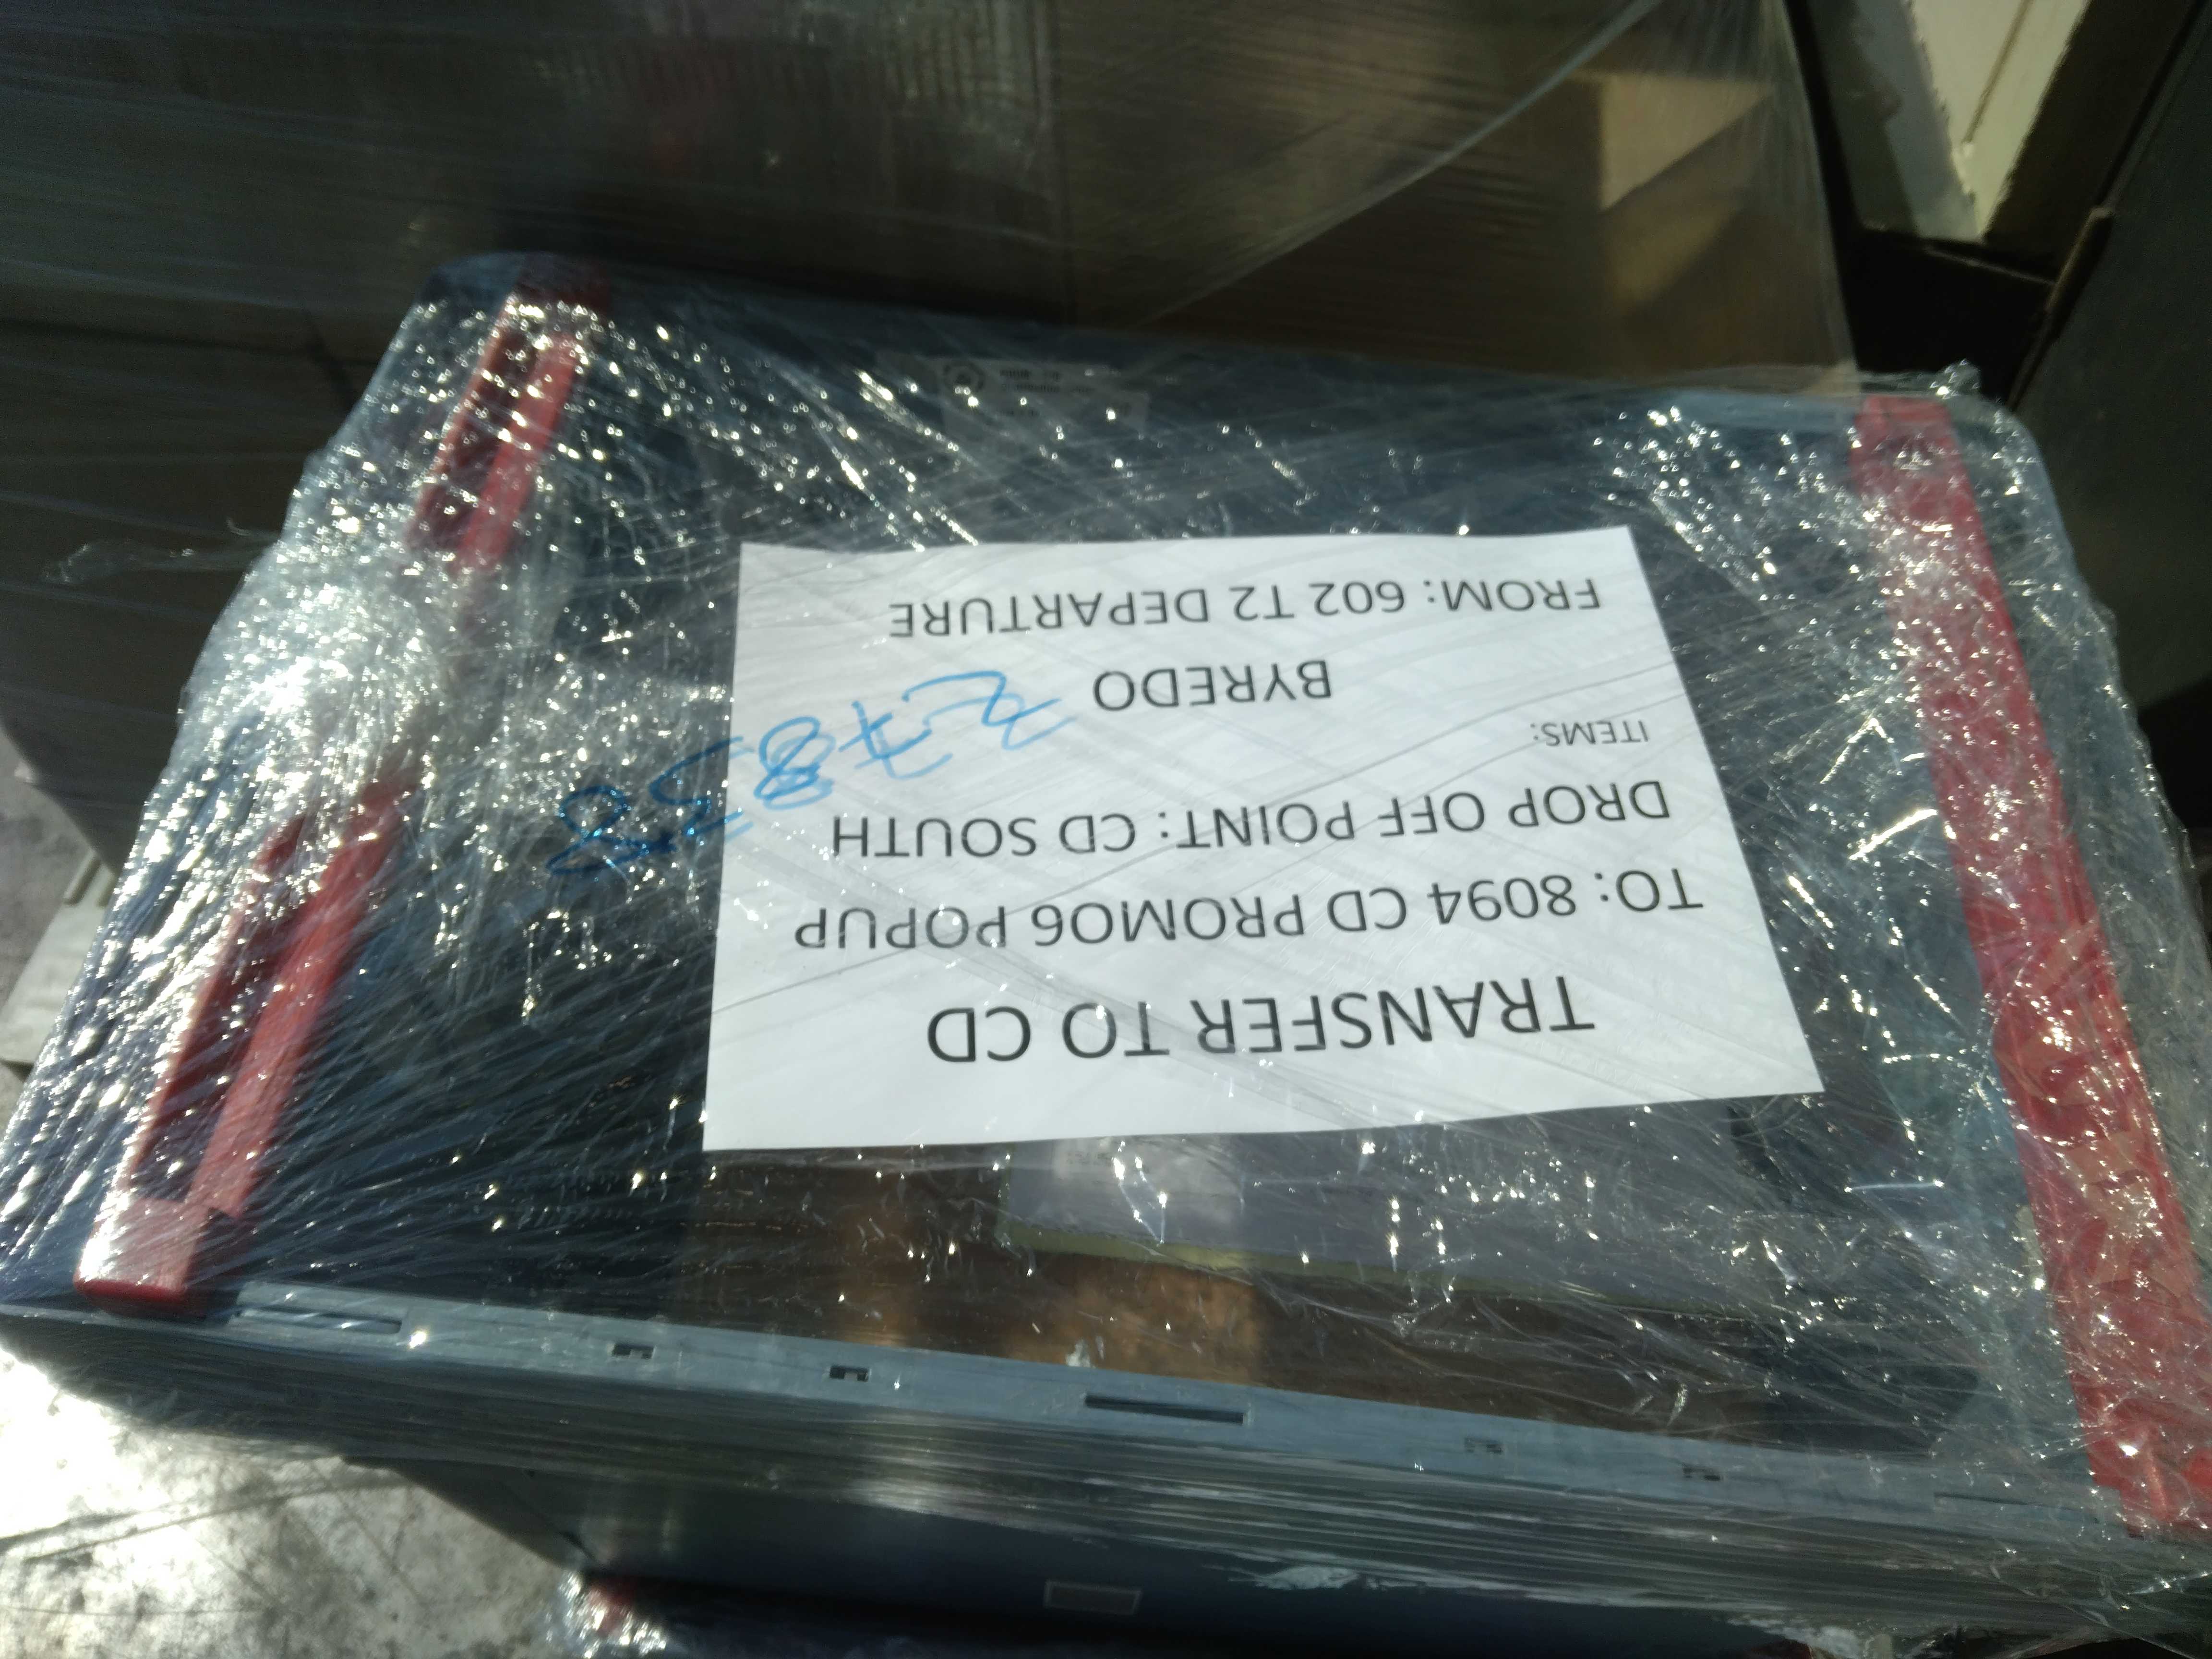 TRANSFER TO CD
TO: 8094 CD PROMO6 POPUP
DROP OFF POINT: CD SOUTH
ITEMS:
BYREDO
27858
FROM: 602 T2 DEPARTURE